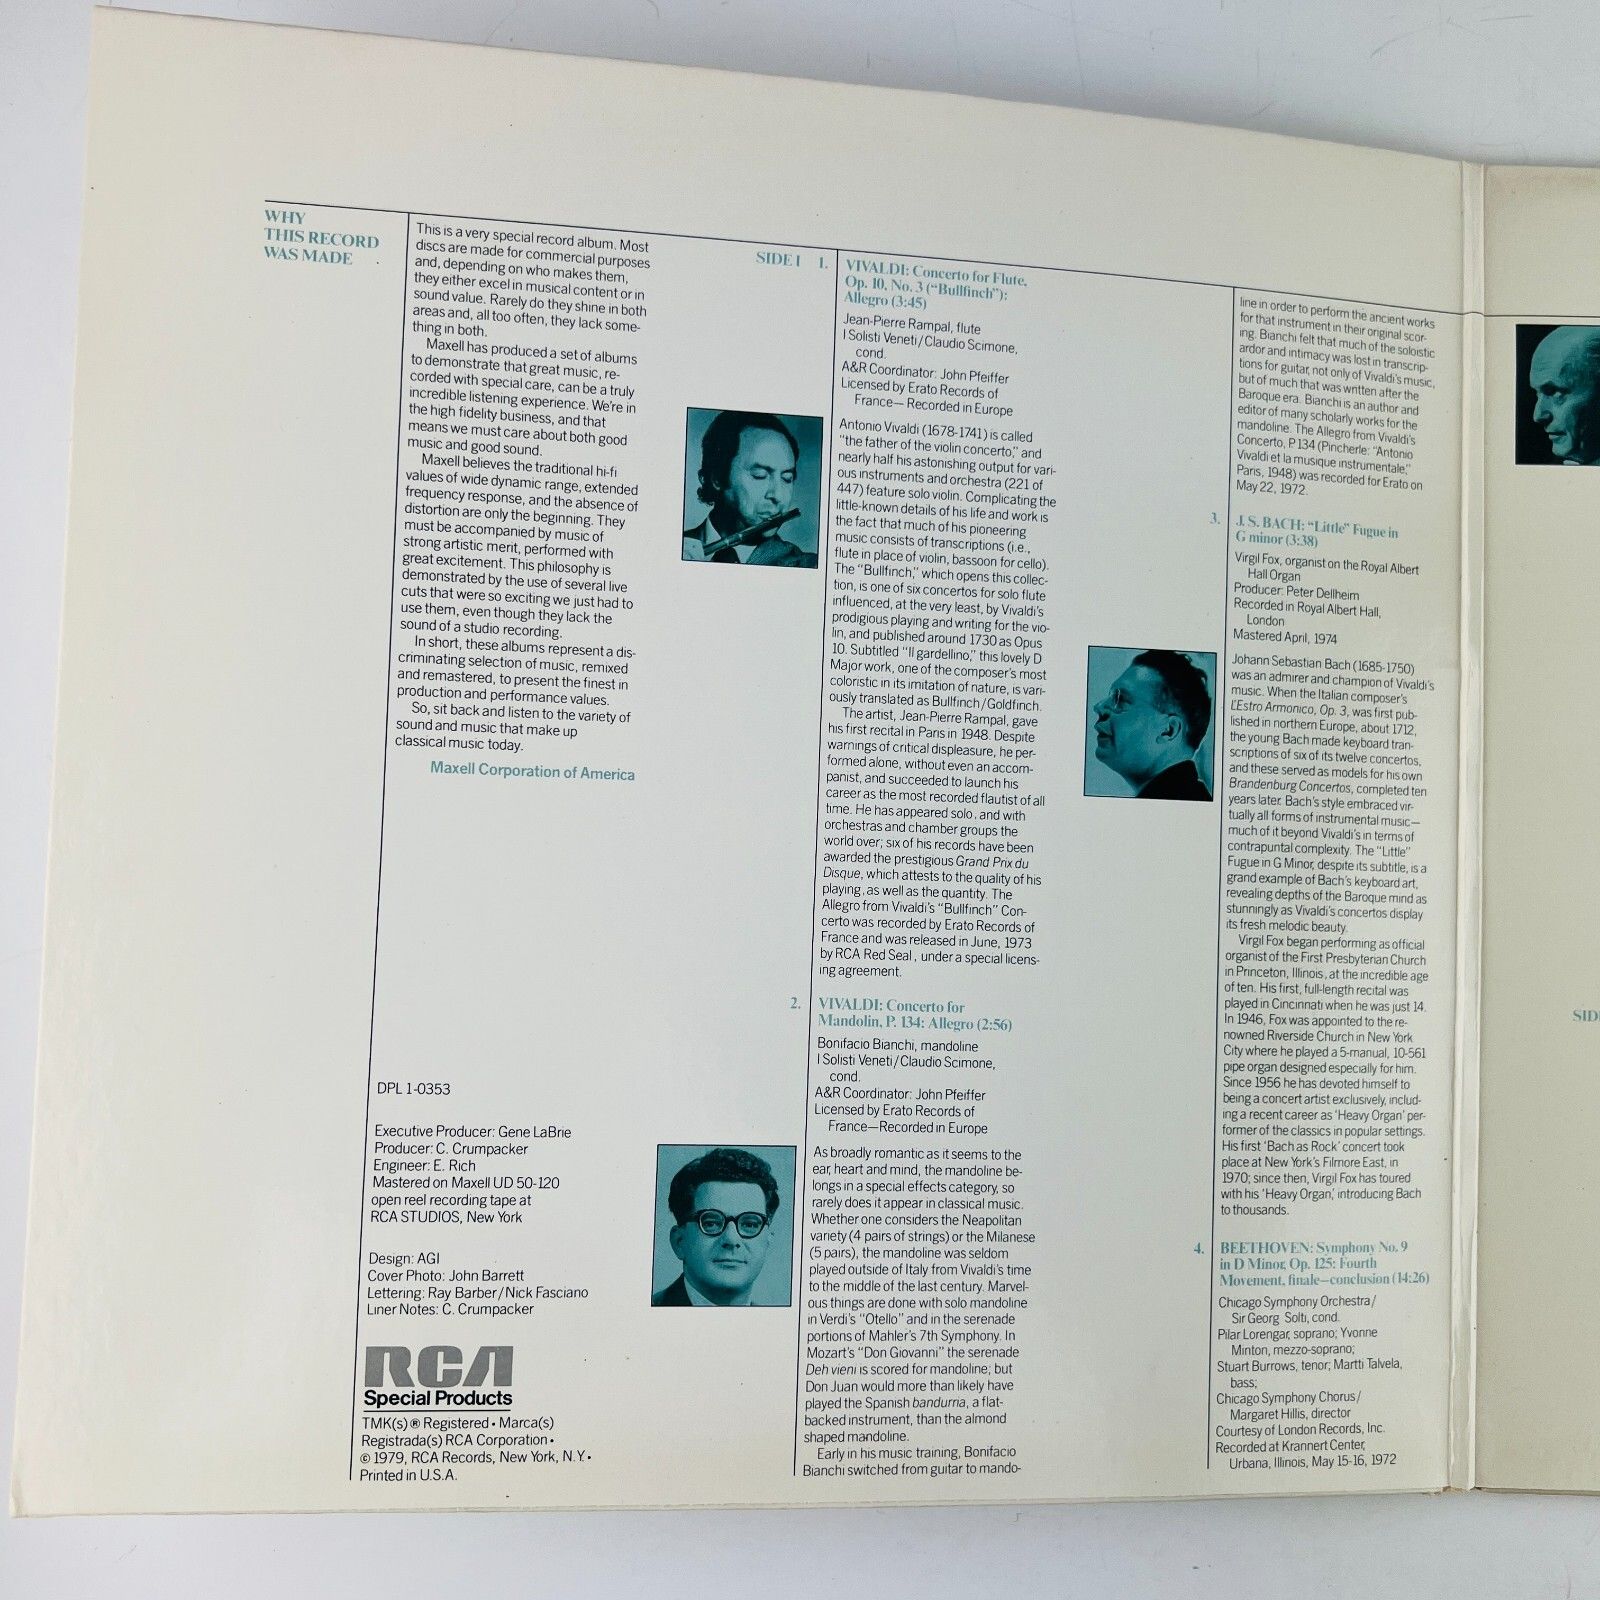 WHY
THIS RECORD
WAS MADE
This is a very special record album. Most
discs are made for commercial purposes
and, depending on who makes them,
they either excel in musical content or in
sound value. Rarely do they shine in both
areas and, all too often, they lack some-
thing in both.
Maxell has produced a set of albums
to demonstrate that great music, re-
corded with special care, can be a truly
incredible listening experience. We're in
the high fidelity business, and that
means we must care about both good
music and good sound.
Maxell believes the traditional hi-fi
values of wide dynamic range, extended
frequency response, and the absence of
distortion are only the beginning. They
must be accompanied by music of
strong artistic merit, performed with
great excitement. This philosophy is
demonstrated by the use of several live
cuts that were so exciting we just had to
use them, even though they lack the
sound of a studio recording.
In short, these albums represent a dis-
criminating selection of music, remixed
and remastered, to present the finest in
production and performance values.
So, sit back and listen to the variety of
sound and music that make up
classical music today.
Maxell Corporation of America
DPL 1-0353
Executive Producer: Gene LaBrie
Producer: C. Crumpacker
Engineer: E. Rich
Mastered on Maxell UD 50-120
open reel recording tape at
RCA STUDIOS, New York
Design: AGI
Cover Photo: John Barrett
Lettering: Ray Barber/Nick Fasciano
Liner Notes: C. Crumpacker
RCA
Special Products
TMK(s) ® Registered • Marca(s)
Registrada(s) RCA Corporation •
© 1979, RCA Records, New York, N.Y. •
Printed in U.S.A.
SIDE 1 1. VIVALDI: Concerto for Flute,
Op. 10, No. 3 ("Bullfinch"):
Allegro (3:45)
Jean-Pierre Rampal, flute
I Solisti Veneti/Claudio Scimone,
cond.
A&R Coordinator: John Pfeiffer
Licensed by Erato Records of
France—Recorded in Europe
Antonio Vivaldi (1678-1741) is called
"the father of the violin concerto," and
nearly half his astonishing output for vari-
ous instruments and orchestra (221 of
447) feature solo violin. Complicating the
little-known details of his life and work is
the fact that much of his pioneering
music consists of transcriptions (i.e.,
flute in place of violin, bassoon for cello).
The "Bullfinch," which opens this collec-
tion, is one of six concertos for solo flute
influenced, at the very least, by Vivaldi's
prodigious playing and writing for the vio-
lin, and published around 1730 as Opus
10. Subtitled "Il gardellino," this lovely D
Major work, one of the composer's most
coloristic in its imitation of nature, is vari-
ously translated as Bullfinch/Goldfinch.
The artist, Jean-Pierre Rampal, gave
his first recital in Paris in 1948. Despite
warnings of critical displeasure, he per-
formed alone, without even an accom-
panist, and succeeded to launch his
career as the most recorded flautist of all
time. He has appeared solo, and with
orchestras and chamber groups the
world over; six of his records have been
awarded the prestigious Grand Prix du
Disque, which attests to the quality of his
playing, as well as the quantity. The
Allegro from Vivaldi's "Bullfinch" Con-
certo was recorded by Erato Records of
France and was released in June, 1973
by RCA Red Seal, under a special licens-
ing agreement.
2. VIVALDI: Concerto for
Mandolin, P. 134: Allegro (2:56)
Bonifacio Bianchi, mandoline
I Solisti Veneti/Claudio Scimone,
cond.
A&R Coordinator: John Pfeiffer
Licensed by Erato Records of
France—Recorded in Europe
As broadly romantic as it seems to the
ear, heart and mind, the mandoline be-
longs in a special effects category, so
rarely does it appear in classical music.
Whether one considers the Neapolitan
variety (4 pairs of strings) or the Milanese
(5 pairs), the mandoline was seldom
played outside of Italy from Vivaldi's time
to the middle of the last century. Marvel-
ous things are done with solo mandoline
in Verdi's "Otello" and in the serenade
portions of Mahler's 7th Symphony. In
Mozart's "Don Giovanni" the serenade
Deh vieni is scored for mandoline; but
Don Juan would more than likely have
played the Spanish bandurria, a flat-
backed instrument, than the almond
shaped mandoline.
Early in his music training, Bonifacio
Bianchi switched from guitar to mando-
line in order to perform the ancient works
for that instrument in their original scor-
ing. Bianchi felt that much of the soloistic
ardor and intimacy was lost in transcrip-
tions for guitar, not only of Vivaldi's music,
but of much that was written after the
Baroque era. Bianchi is an author and
editor of many scholarly works for the
mandoline. The Allegro from Vivaldi's
Concerto, P.134 (Pincherle: "Antonio
Vivaldi et la musique instrumentale,"
Paris, 1948) was recorded for Erato on
May 22, 1972.
3. J. S. BACH: "Little" Fugue in
G minor (3:38)
Virgil Fox, organist on the Royal Albert
Hall Organ
Producer: Peter Dellheim
Recorded in Royal Albert Hall,
London
Mastered April, 1974
Johann Sebastian Bach (1685-1750)
was an admirer and champion of Vivaldi's
music. When the Italian composer's
L'Estro Armonico, Op. 3, was first pub-
lished in northern Europe, about 1712,
the young Bach made keyboard tran-
scriptions of six of its twelve concertos,
and these served as models for his own
Brandenburg Concertos, completed ten
years later. Bach's style embraced vir-
tually all forms of instrumental music—
much of it beyond Vivaldi's in terms of
contrapuntal complexity. The "Little"
Fugue in G Minor, despite its subtitle, is a
grand example of Bach's keyboard art,
revealing depths of the Baroque mind as
stunningly as Vivaldi's concertos display
its fresh melodic beauty.
Virgil Fox began performing as official
organist of the First Presbyterian Church
in Princeton, Illinois, at the incredible age
of ten. His first, full-length recital was
played in Cincinnati when he was just 14.
In 1946, Fox was appointed to the re-
nowned Riverside Church in New York
City where he played a 5-manual, 10-561
pipe organ designed especially for him.
Since 1956 he has devoted himself to
being a concert artist exclusively, includ-
ing a recent career as 'Heavy Organ' per-
former of the classics in popular settings.
His first 'Bach as Rock' concert took
place at New York's Filmore East, in
1970; since then, Virgil Fox has toured
with his 'Heavy Organ,' introducing Bach
to thousands.
4. BEETHOVEN: Symphony No. 9
in D Minor, Op. 125: Fourth
Movement, finale—conclusion (14:26)
Chicago Symphony Orchestra/
Sir Georg Solti, cond.
Pilar Lorengar, soprano; Yvonne
Minton, mezzo-soprano;
Stuart Burrows, tenor; Martti Talvela,
bass;
Chicago Symphony Chorus/
Margaret Hillis, director
Courtesy of London Records, Inc.
Recorded at Krannert Center,
Urbana, Illinois, May 15-16, 1972